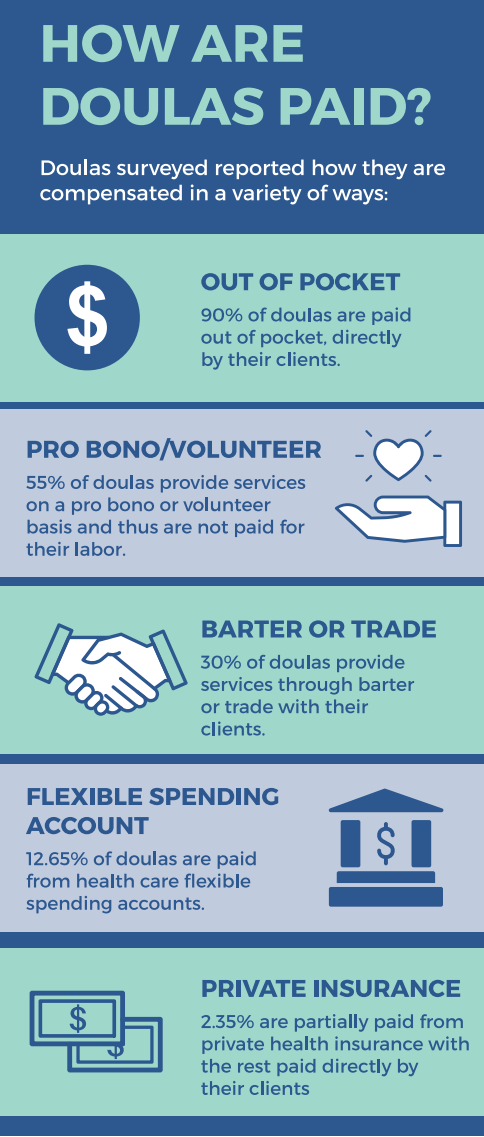 HOW ARE
DOULAS PAID?
Doulas surveyed reported how they are
compensated in a variety of ways:
$
OUT OF POCKET
90% of doulas are paid
out of pocket, directly
by their clients.
PRO BONO/VOLUNTEER
55% of doulas provide services
on a pro bono or volunteer
basis and thus are not paid for
their labor.
BARTER OR TRADE
30% of doulas provide
services through barter
or trade with their
clients.
FLEXIBLE SPENDING
ACCOUNT
12.65% of doulas are paid
from health care flexible
spending accounts.
$
$
$
PRIVATE INSURANCE
2.35% are partially paid from
private health insurance with
the rest paid directly by
their clients